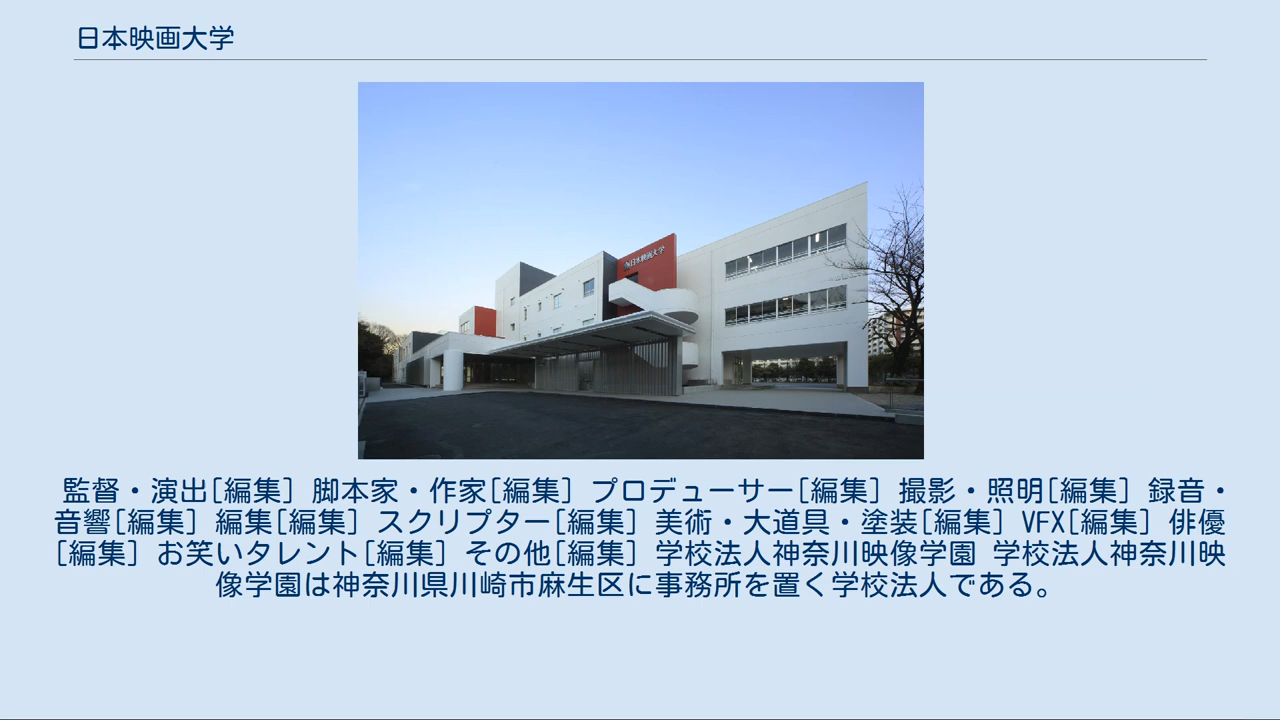 日本映画大学
日本映画大学
監督・演出[編集] 脚本家・作家[編集] プロデューサー[編集] 撮影・照明[編集] 録音・
音響[編集] 編集[編集] スクリプター[編集] 美術・大道具・塗装[編集] VFX[編集] 俳優
[編集] お笑いタレント[編集] その他[編集] 学校法人神奈川映像学園 学校法人神奈川映
像学園は神奈川県川崎市麻生区に事務所を置く学校法人である。